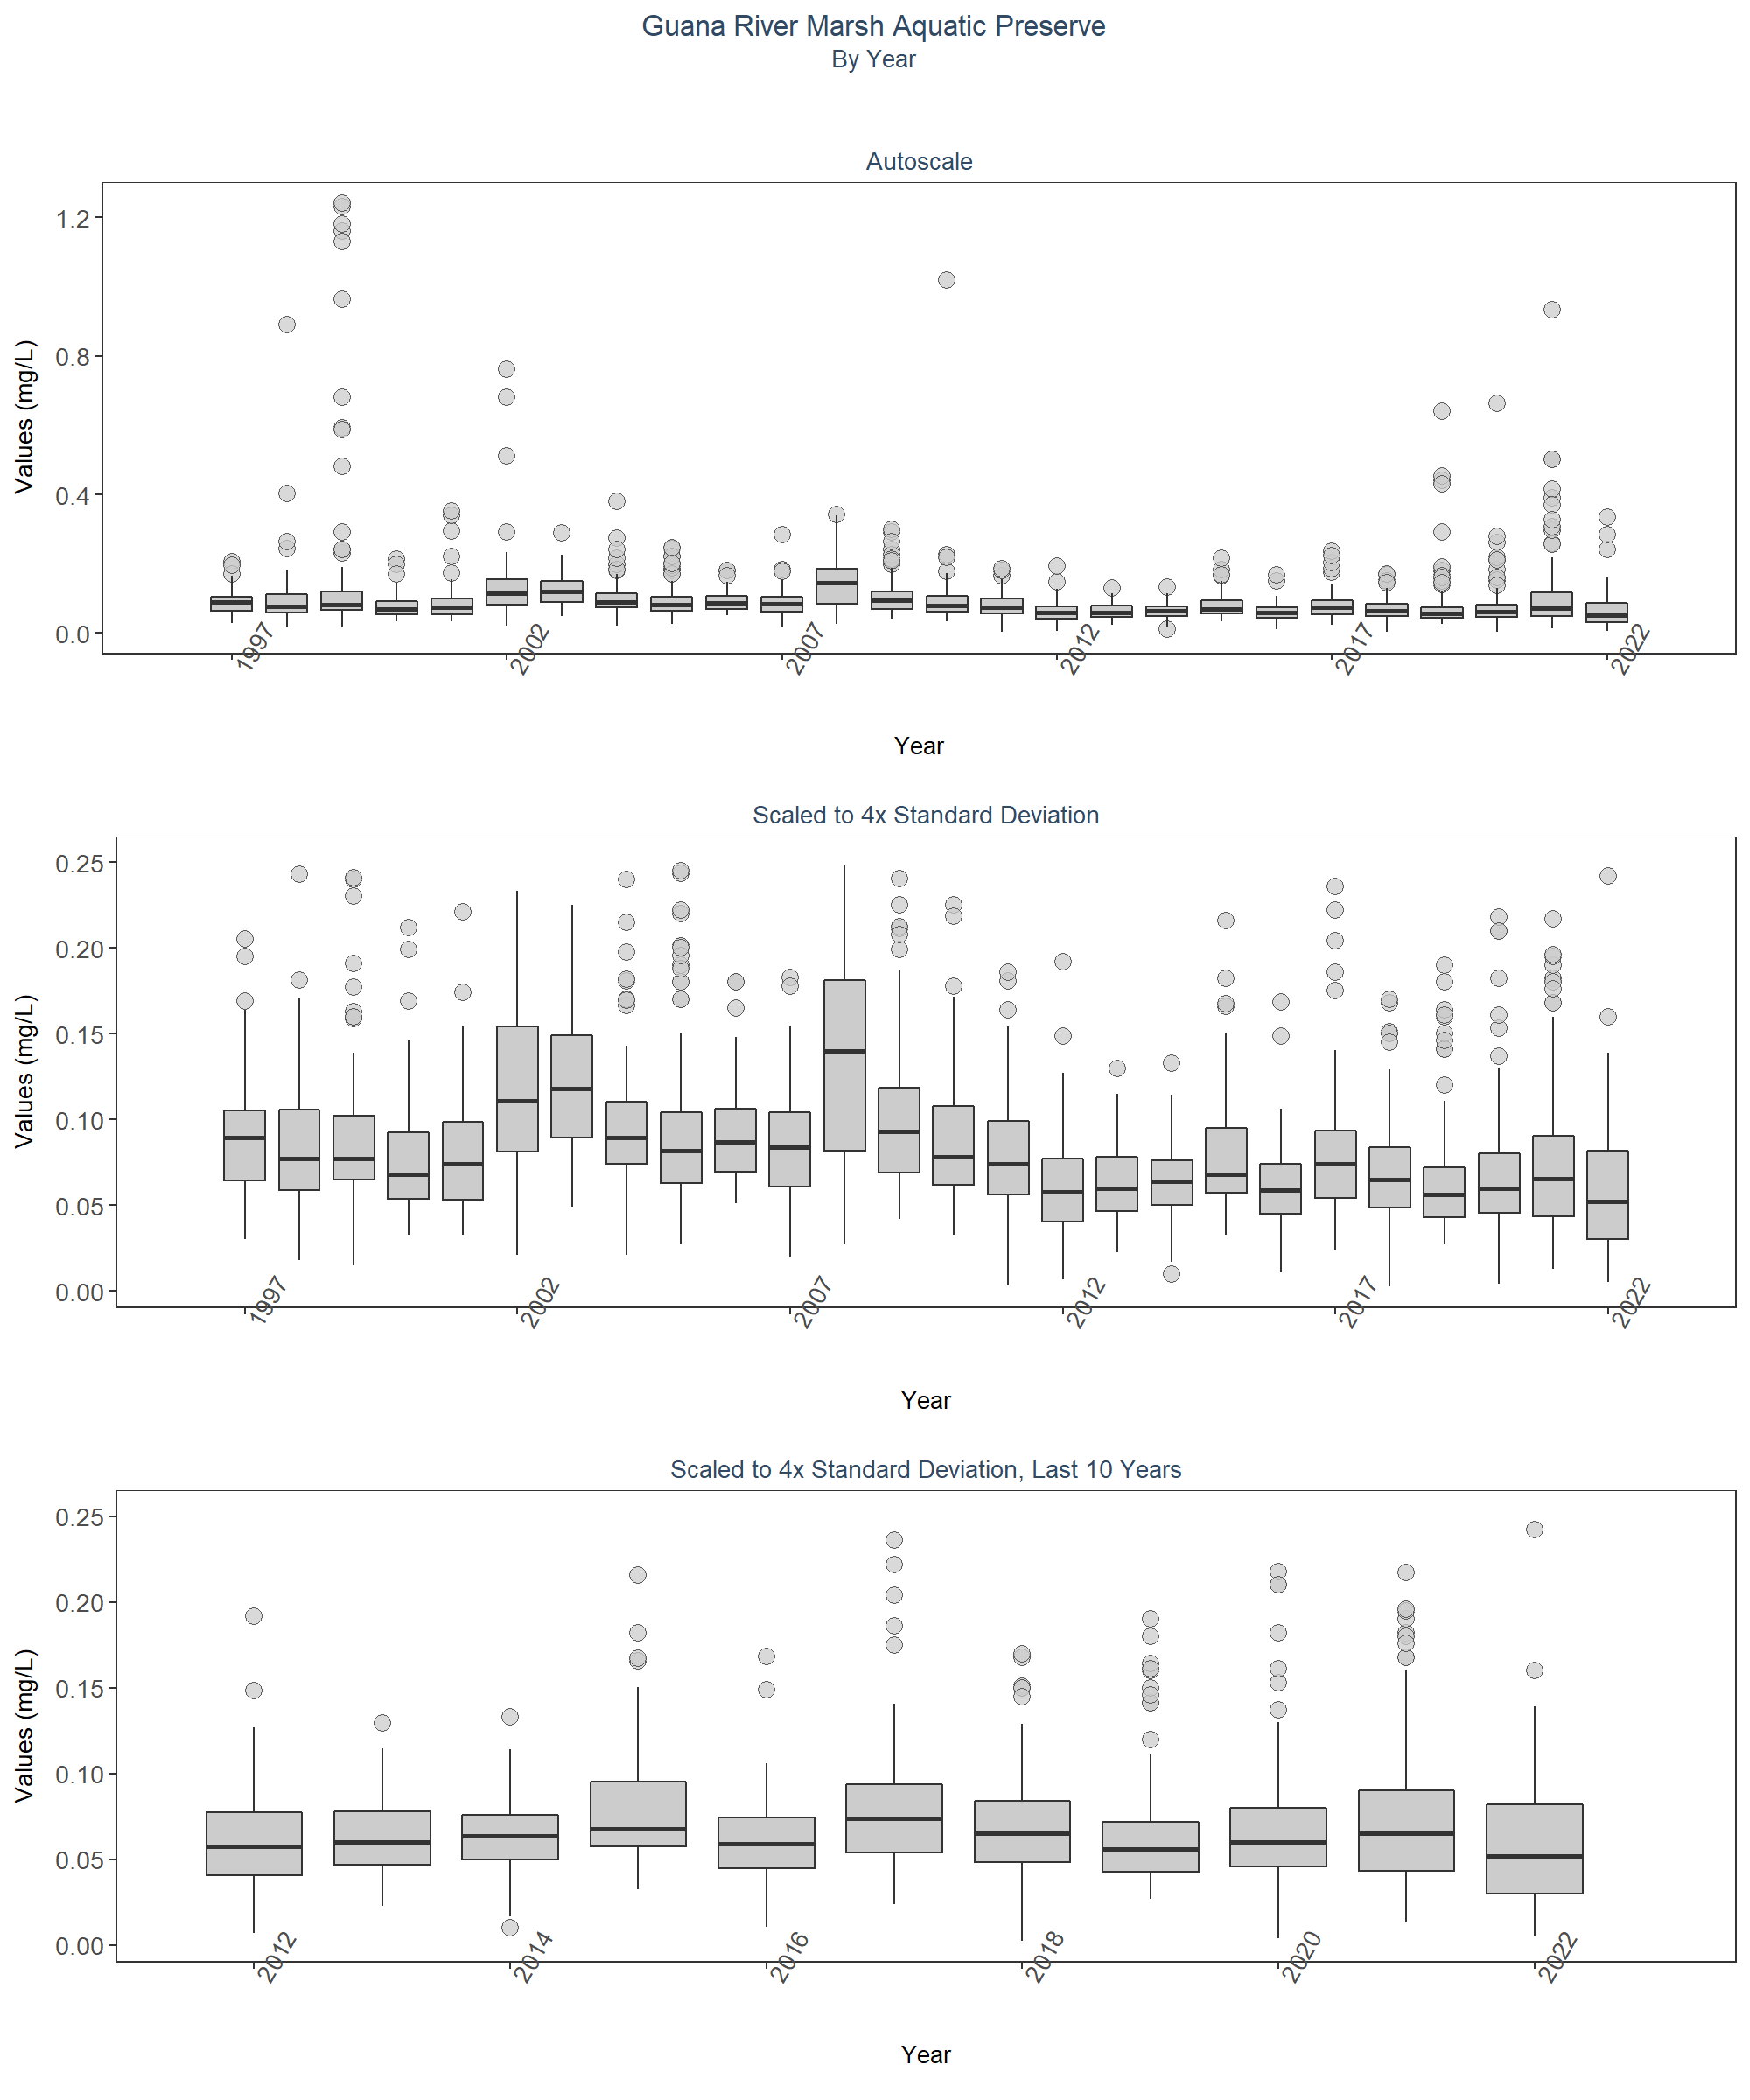 Guana River Marsh Aquatic Preserve
By Year
Autoscale
Values (mg/L)
1.2
0.8
0.4
0.0
1997 2002 2007 2012 2017 2022
Year
Scaled to 4x Standard Deviation
Values (mg/L)
0.25
0.20
0.15
0.10
0.05
0.00
1997 2002 2007 2012 2017 2022
Year
Scaled to 4x Standard Deviation, Last 10 Years
Values (mg/L)
0.25
0.20
0.15
0.10
0.05
0.00
2012 2014 2016 2018 2020 2022
Year